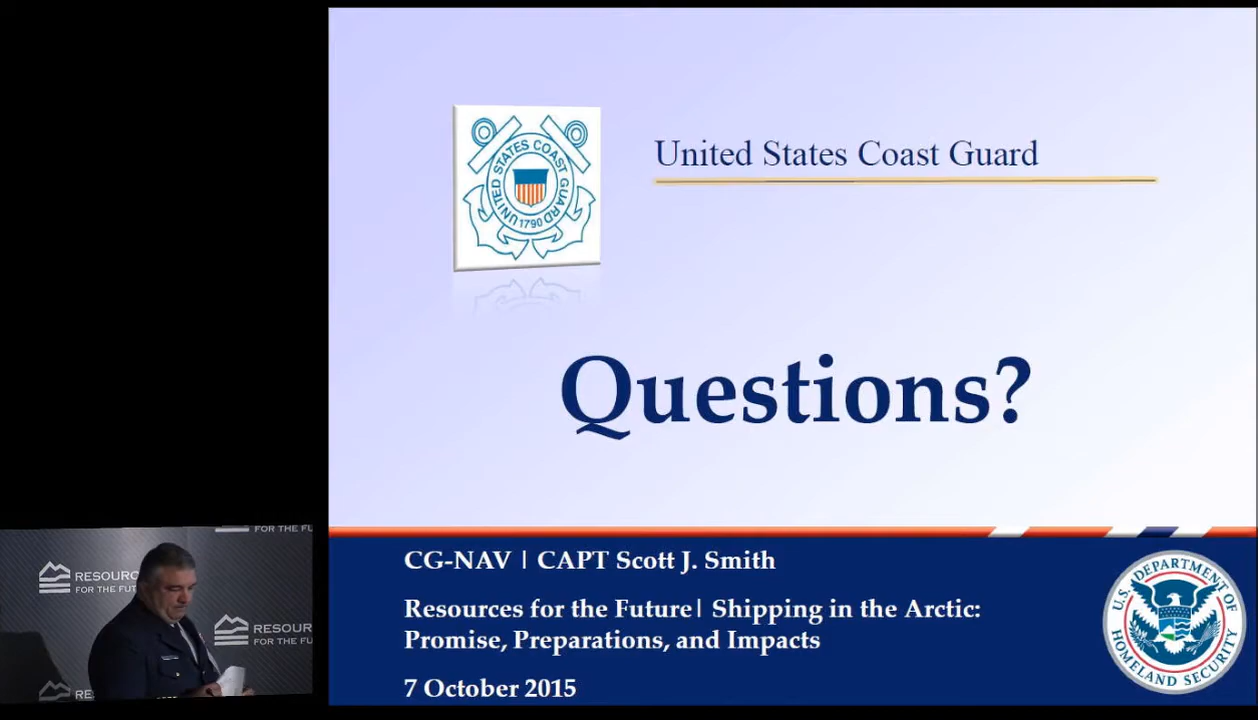 UNITED STATES COAST GUARD
1790
United States Coast Guard
Questions?
CG-NAV | CAPT Scott J. Smith
Resources for the Future| Shipping in the Arctic:
Promise, Preparations, and Impacts
7 October 2015
U.S. DEPARTMENT OF
HOMELAND SECURITY
FOR THE FU
RESOURC
FOR THE FUT
RESOUR
FOR THE F
RE